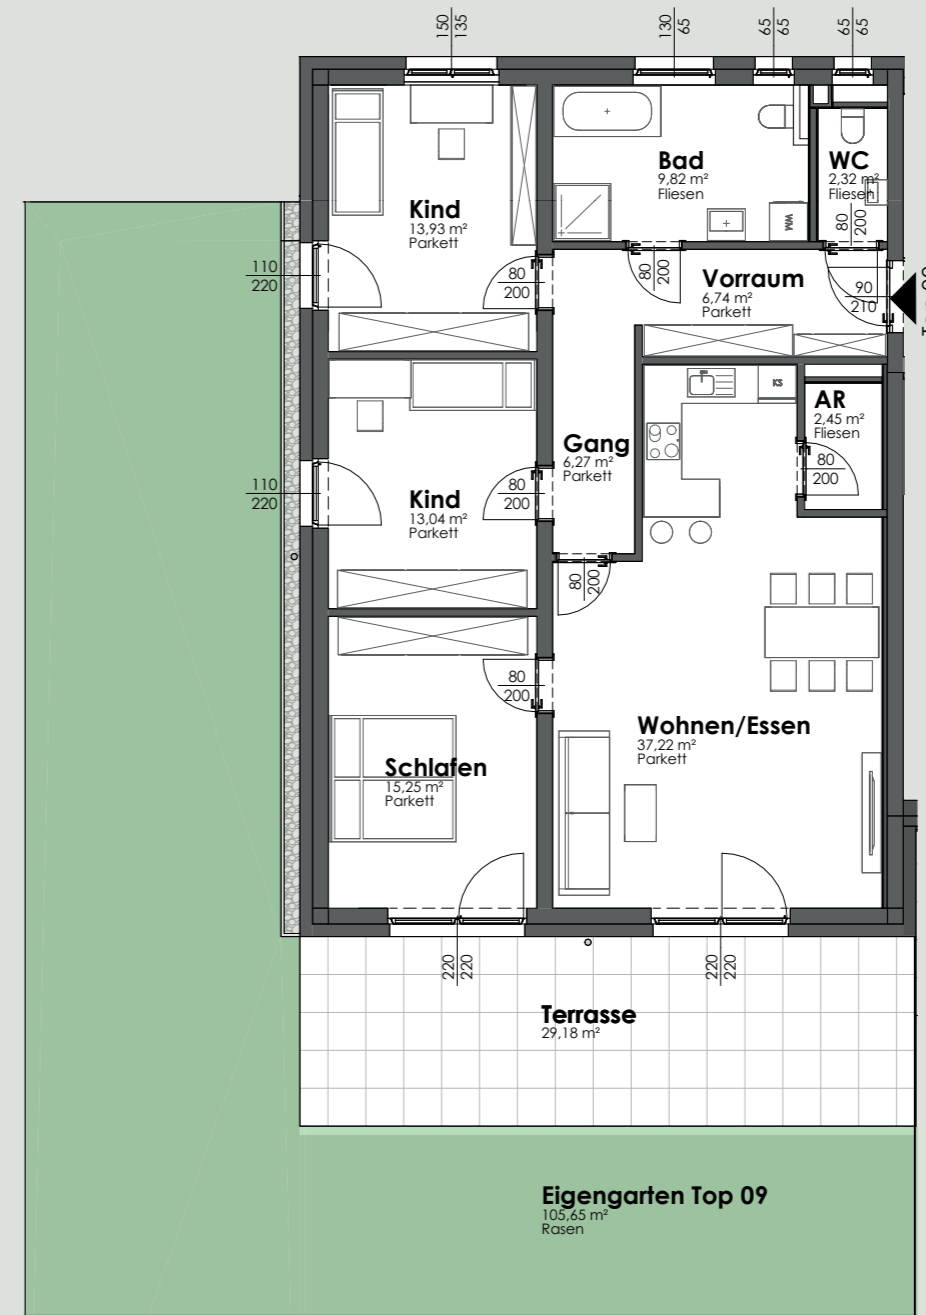 150
135
130
65
65
65
65
65
Kind
13,93 m²
Parkett
Bad
9,82 m²
Fliesen
WC
2,32 m²
Fliesen
WM
80
200
110
220
80
200
80
200
Vorraum
6,74 m²
Parkett
90
210
KS
AR
2,45 m²
Fliesen
80
200
Gang
6,27 m²
Parkett
110
220
Kind
13,04 m²
Parkett
80
200
80
200
80
200
Wohnen/Essen
37,22 m²
Parkett
Schlafen
15,25 m²
Parkett
220
220
220
220
Terrasse
29,18 m²
Eigengarten Top 09
105,65 m²
Rasen